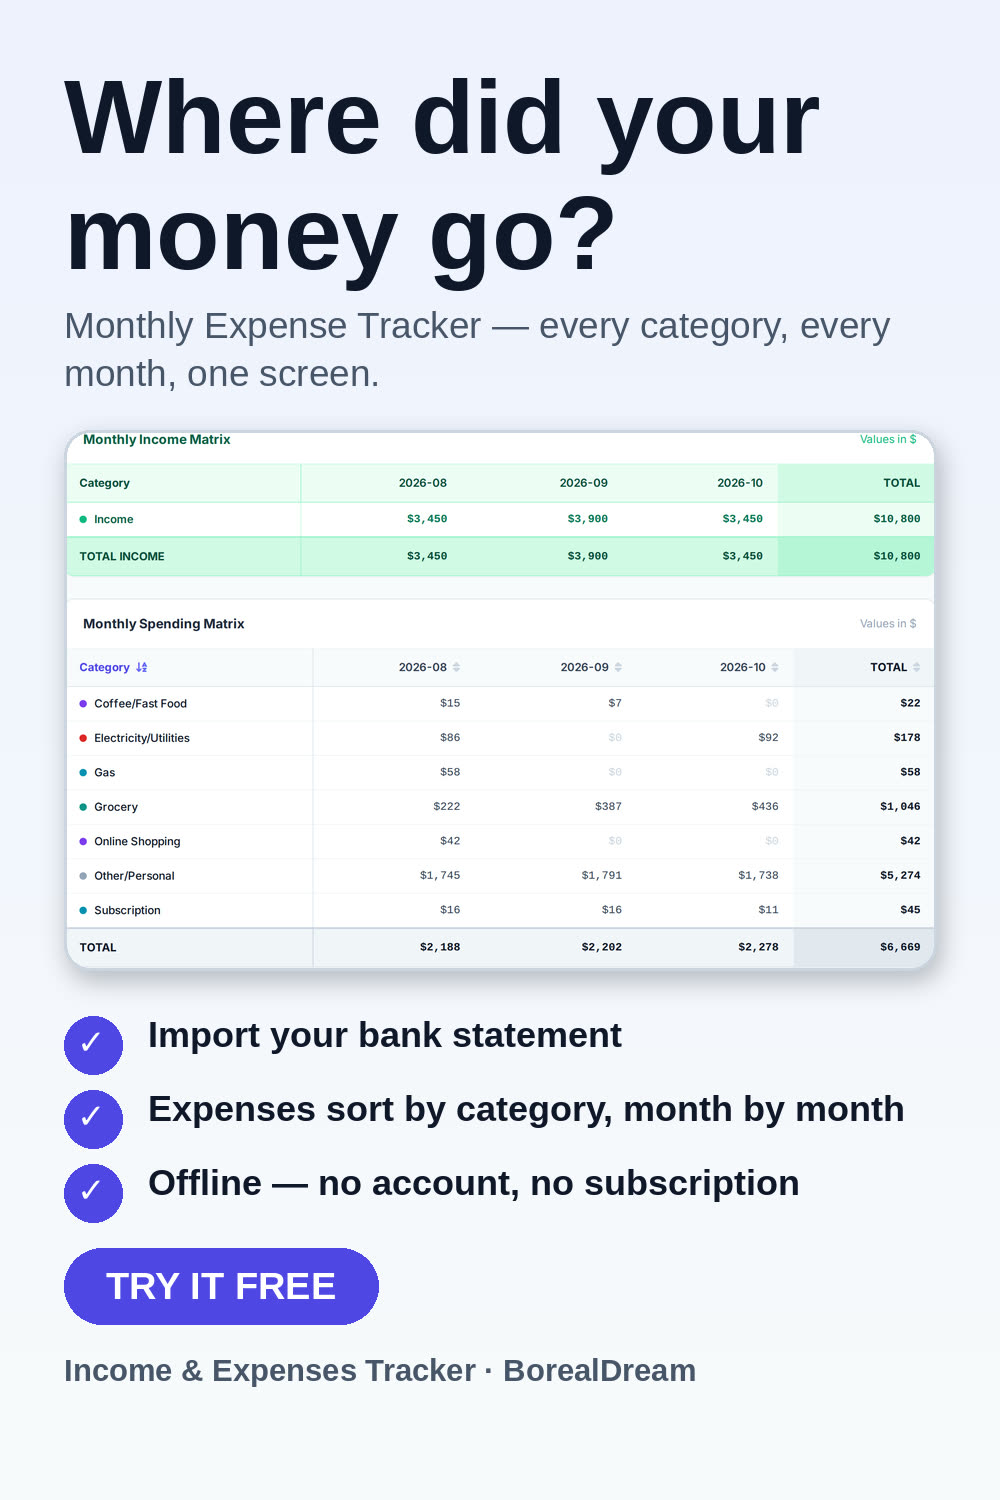 Where did your
money go?
Monthly Expense Tracker — every category, every
month, one screen.
Monthly Income Matrix Values in $
Category 2026-08 2026-09 2026-10 TOTAL
Income $3,450 $3,900 $3,450 $10,800
TOTAL INCOME $3,450 $3,900 $3,450 $10,800
Monthly Spending Matrix Values in $
Category 2026-08 2026-09 2026-10 TOTAL
Coffee/Fast Food $15 $7 $0 $22
Electricity/Utilities $86 $0 $92 $178
Gas $58 $0 $0 $58
Grocery $222 $387 $436 $1,046
Online Shopping $42 $0 $0 $42
Other/Personal $1,745 $1,791 $1,738 $5,274
Subscription $16 $16 $11 $45
TOTAL $2,188 $2,202 $2,278 $6,669
✓ Import your bank statement
✓ Expenses sort by category, month by month
✓ Offline — no account, no subscription
TRY IT FREE
Income & Expenses Tracker · BorealDream